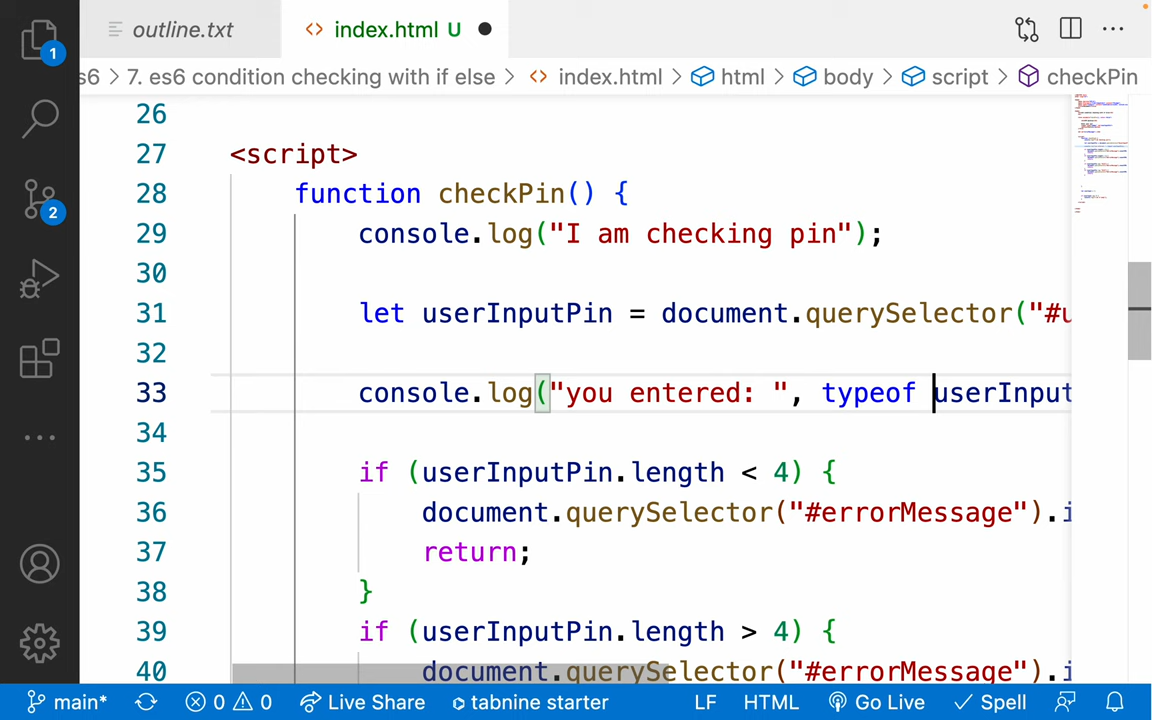 outline.txt
index.html U
s6 > 7. es6 condition checking with if else > index.html > html > body > script > checkPin
1
2
26
27 <script>
28 function checkPin() {
29 console.log("I am checking pin");
30
31 let userInputPin = document.querySelector("#u
32
33 console.log("you entered: ", typeof userInput
34
35 if (userInputPin.length < 4) {
36 document.querySelector("#errorMessage").i
37 return;
38 }
39 if (userInputPin.length > 4) {
40 document.querySelector("#errorMessage").i
main* 0 0 Live Share tabnine starter LF HTML Go Live Spell